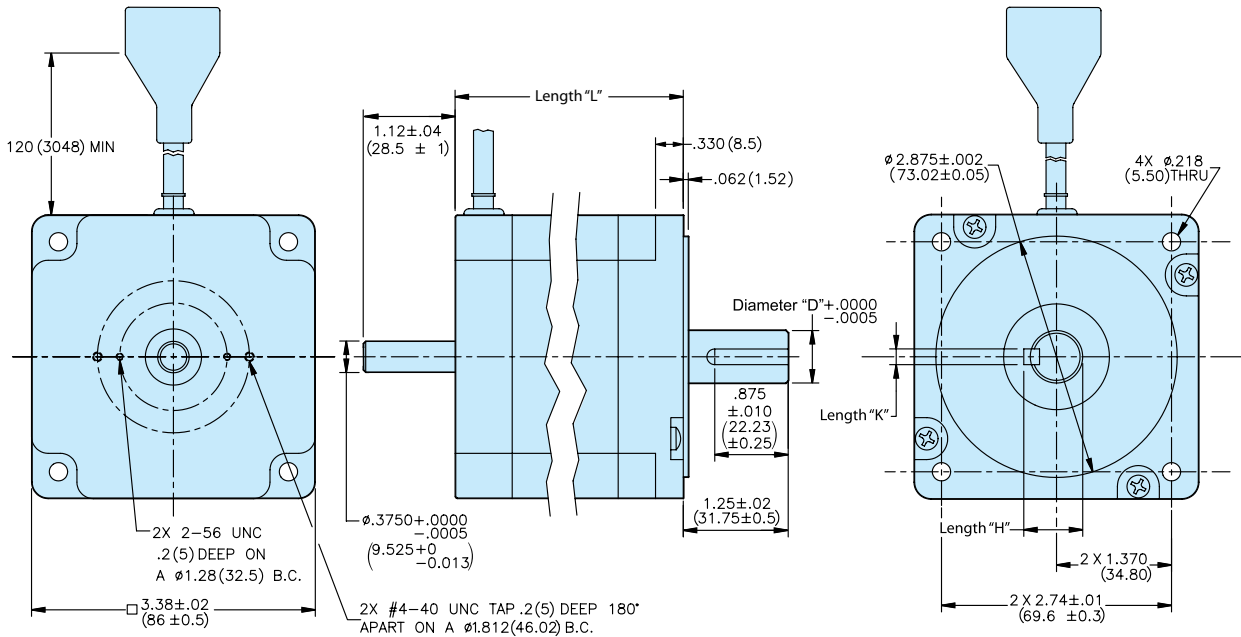 120 (3048) MIN
2X 2-56 UNC
.2(5) DEEP ON
A ø1.28(32.5) B.C.
□ 3.38±.02
(86 ±0.5)
Length "L"
1.12±.04
(28.5 ± 1)
.330(8.5)
.062(1.52)
Diameter "D"+.0000
-.0005
.875
±.010
(22.23
±0.25)
1.25±.02
(31.75±0.5)
ø.3750+.0000
-.0005
(9.525+0
-0.013)
2X #4-40 UNC TAP .2(5) DEEP 180°
APART ON A ø1.812(46.02) B.C.
ø2.875±.002
(73.02±0.05)
4X ø.218
(5.50)THRU
Length "K"
Length "H"
2 X 1.370
(34.80)
2 X 2.74±.01
(69.6 ±0.3)